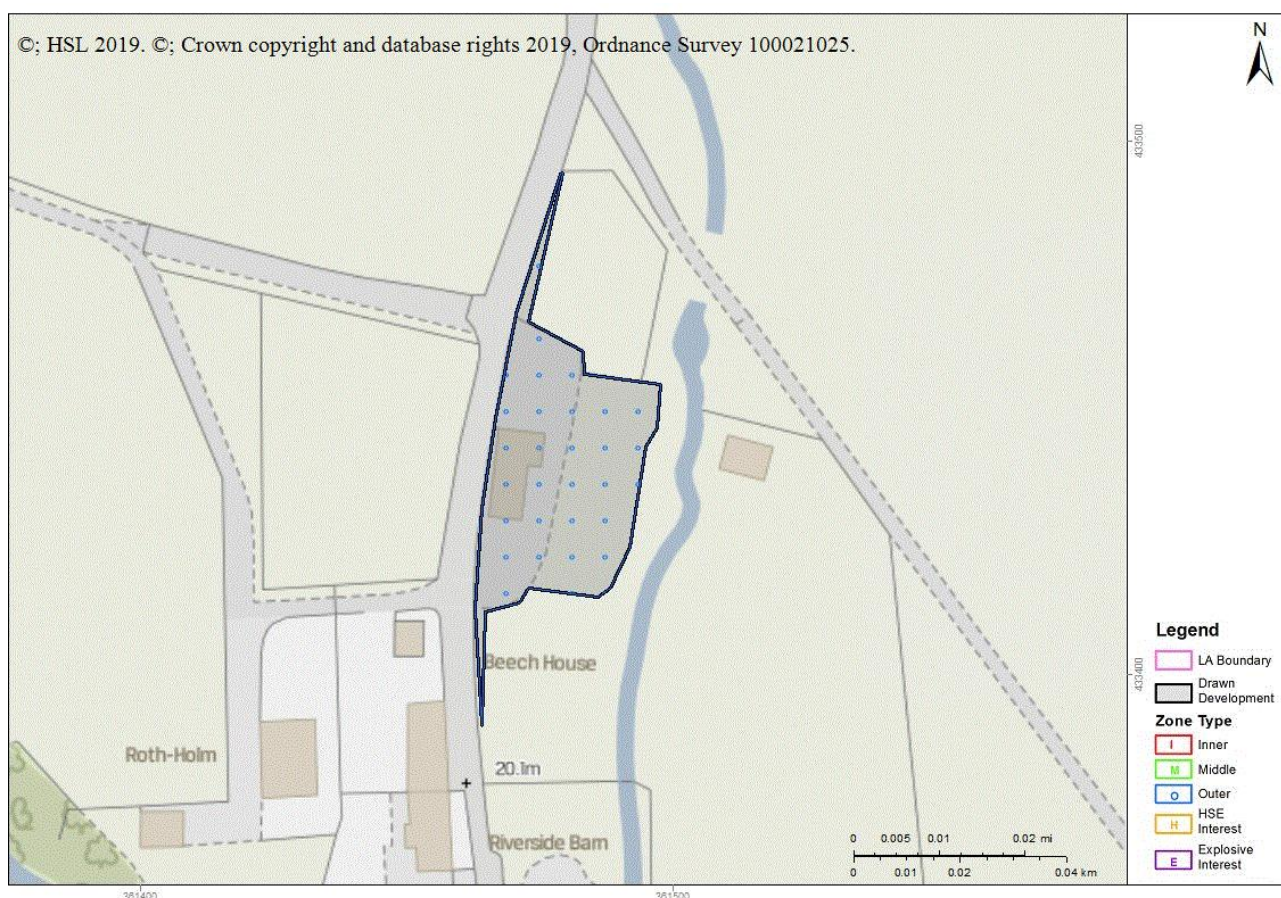 ©; HSL 2019. ©; Crown copyright and database rights 2019, Ordnance Survey 100021025.
N
433500
Beech House
433400
Roth-Holm
20.1m
Riverside Barn
0 0.005 0.01 0.02 mi
0 0.01 0.02 0.04 km
361400
361500
Legend
LA Boundary
Drawn
Development
Zone Type
I Inner
M Middle
O Outer
H HSE
Interest
E Explosive
Interest